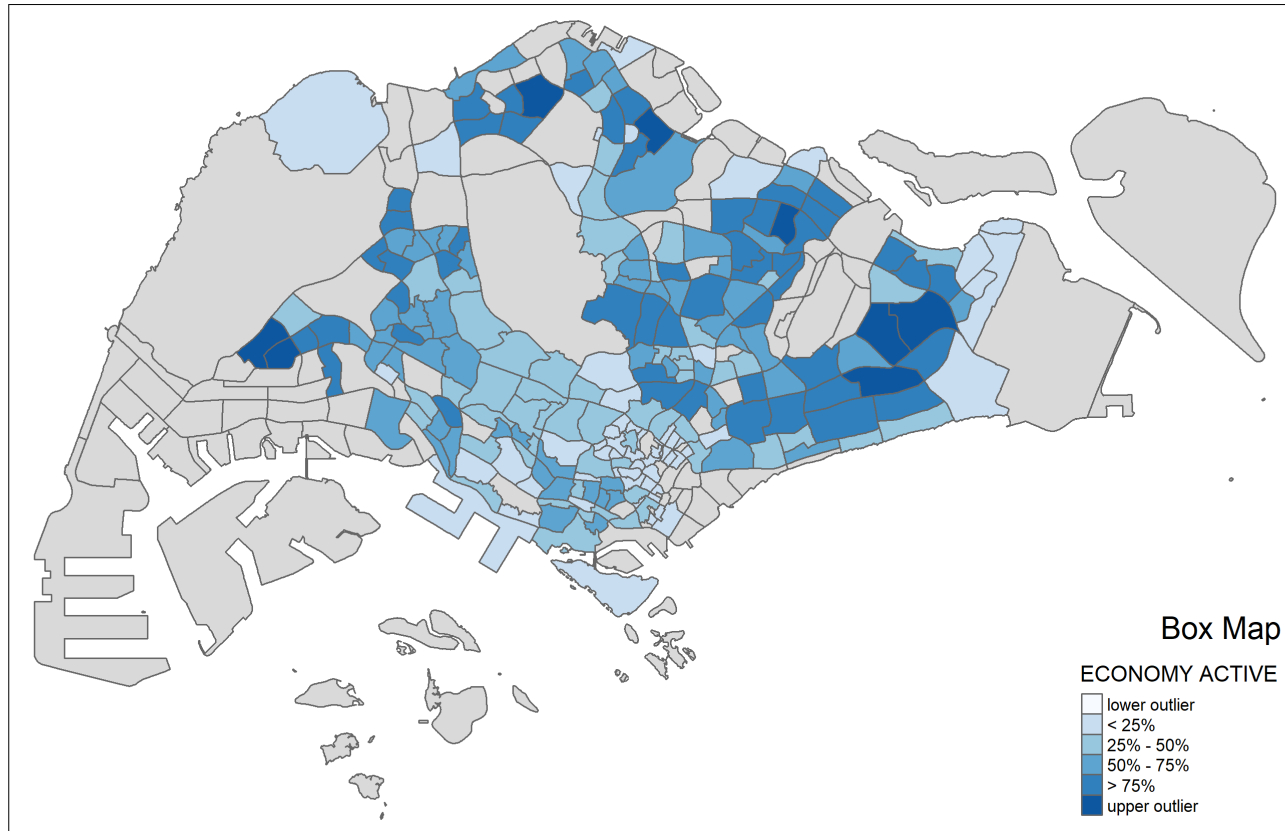 Box Map
ECONOMY ACTIVE
lower outlier
< 25%
25% - 50%
50% - 75%
> 75%
upper outlier